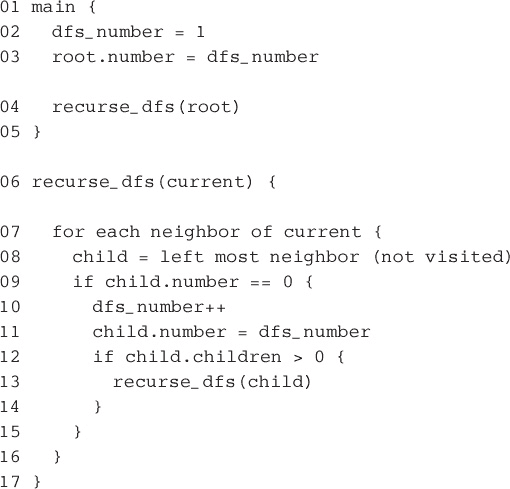 01 main {
02   dfs_number = 1
03   root.number = dfs_number
04   recurse_dfs(root)
05 }
06 recurse_dfs(current) {
07   for each neighbor of current {
08     child = left most neighbor (not visited)
09     if child.number == 0 {
10       dfs_number++
11       child.number = dfs_number
12       if child.children > 0 {
13         recurse_dfs(child)
14       }
15     }
16   }
17 }